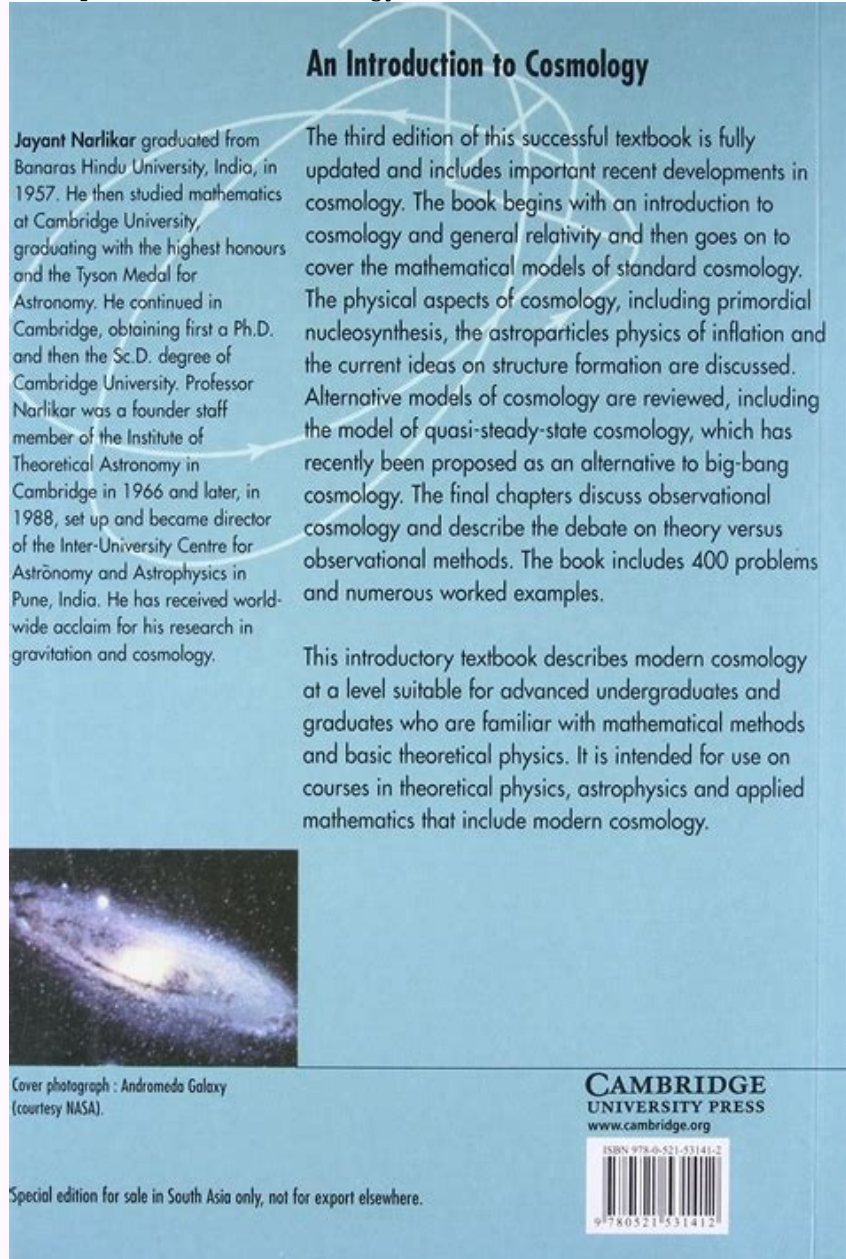 An Introduction to Cosmology
Jayant Narlikar graduated from
Banaras Hindu University, India, in
1957. He then studied mathematics
at Cambridge University,
graduating with the highest honours
and the Tyson Medal for
Astronomy. He continued in
Cambridge, obtaining first a Ph.D.
and then the Sc.D. degree of
Cambridge University. Professor
Narlikar was a founder staff
member of the Institute of
Theoretical Astronomy in
Cambridge in 1966 and later, in
1988, set up and became director
of the Inter-University Centre for
Astronomy and Astrophysics in
Pune, India. He has received world-
wide acclaim for his research in
gravitation and cosmology.
The third edition of this successful textbook is fully
updated and includes important recent developments in
cosmology. The book begins with an introduction to
cosmology and general relativity and then goes on to
cover the mathematical models of standard cosmology.
The physical aspects of cosmology, including primordial
nucleosynthesis, the astroparticles physics of inflation and
the current ideas on structure formation are discussed.
Alternative models of cosmology are reviewed, including
the model of quasi-steady-state cosmology, which has
recently been proposed as an alternative to big-bang
cosmology. The final chapters discuss observational
cosmology and describe the debate on theory versus
observational methods. The book includes 400 problems
and numerous worked examples.
This introductory textbook describes modern cosmology
at a level suitable for advanced undergraduates and
graduates who are familiar with mathematical methods
and basic theoretical physics. It is intended for use on
courses in theoretical physics, astrophysics and applied
mathematics that include modern cosmology.
Cover photograph : Andromeda Galaxy
(courtesy NASA).
CAMBRIDGE
UNIVERSITY PRESS
www.cambridge.org
ISBN 978-0-521-53141-2
9 780521 531412
Special edition for sale in South Asia only, not for export elsewhere.